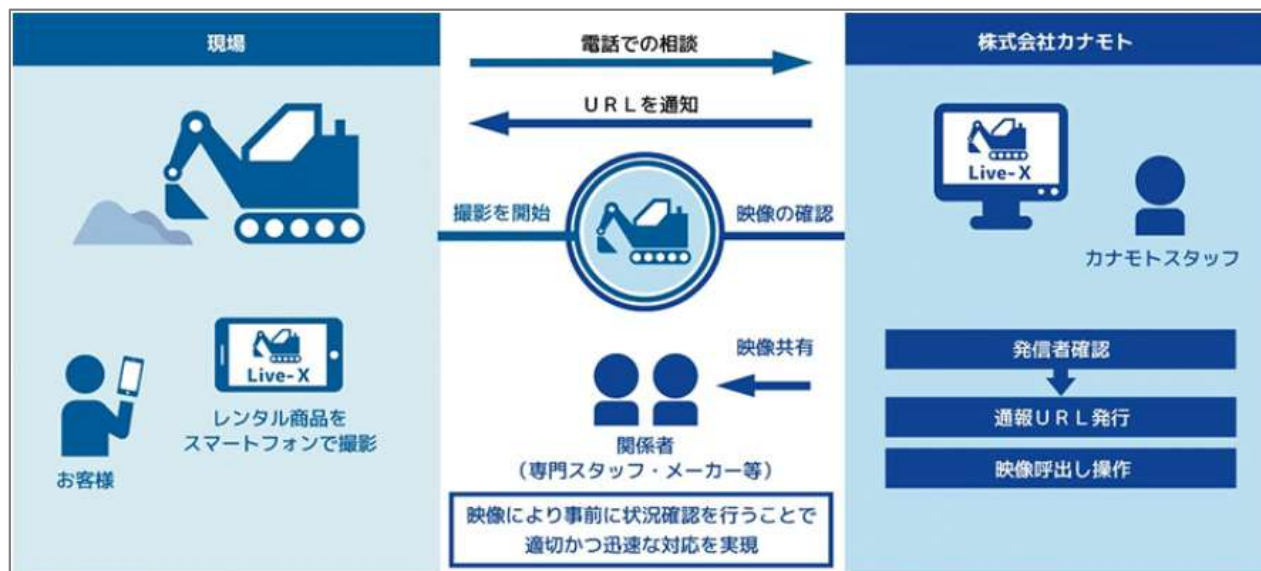 現場
Live-X
レンタル商品を
スマートフォンで撮影
お客様
電話での相談
ＵＲＬを通知
撮影を開始
映像の確認
映像共有
関係者
（専門スタッフ・メーカー等）
映像により事前に状況確認を行うことで
適切かつ迅速な対応を実現
株式会社カナモト
Live-X
カナモトスタッフ
発信者確認
通報ＵＲＬ発行
映像呼出し操作